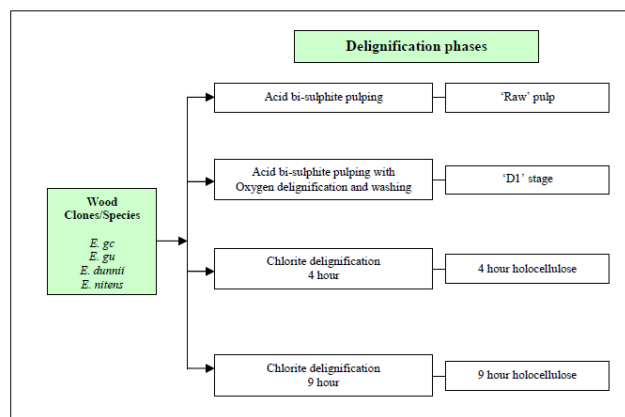 Delignification phases
Acid bi-sulphite pulping
‘Raw’ pulp
Acid bi-sulphite pulping with
Oxygen delignification and washing
‘D1’ stage
Wood
Clones/Species
E. gc
E. gu
E. dunnii
E. nitens
Chlorite delignification
4 hour
4 hour holocellulose
Chlorite delignification
9 hour
9 hour holocellulose